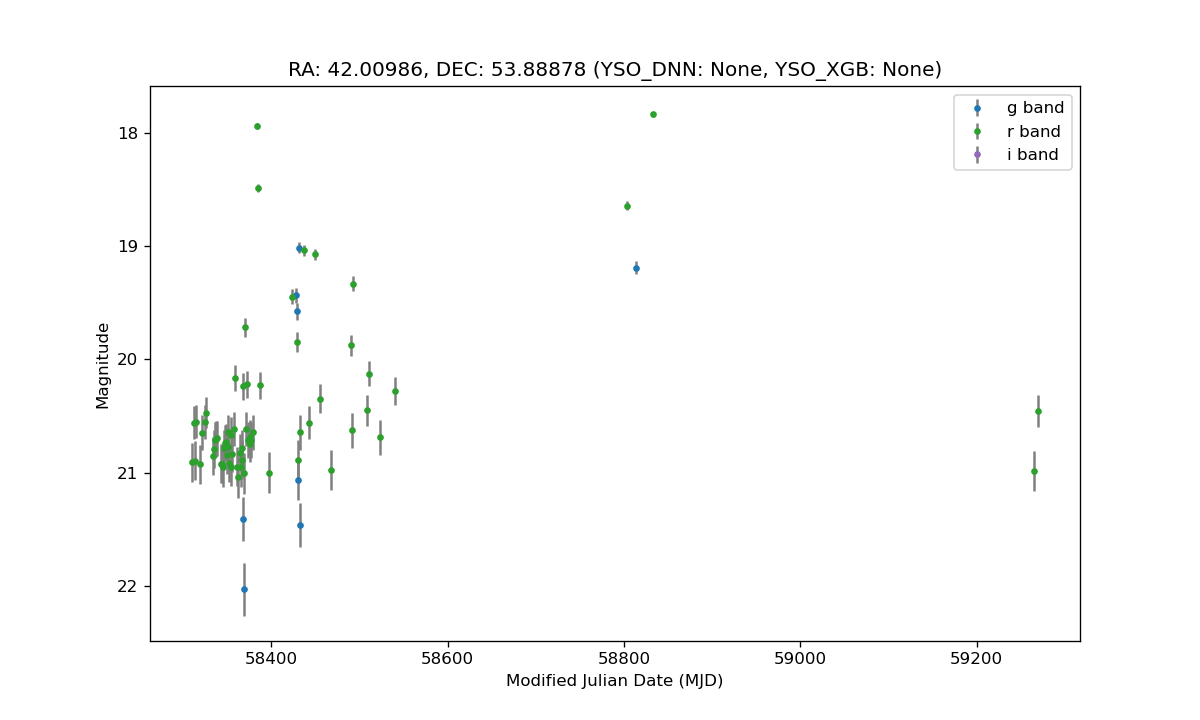 RA: 42.00986, DEC: 53.88878 (YSO_DNN: None, YSO_XGB: None)
g band
r band
i band
18
19
20
21
22
Magnitude
58400 58600 58800 59000 59200
Modified Julian Date (MJD)